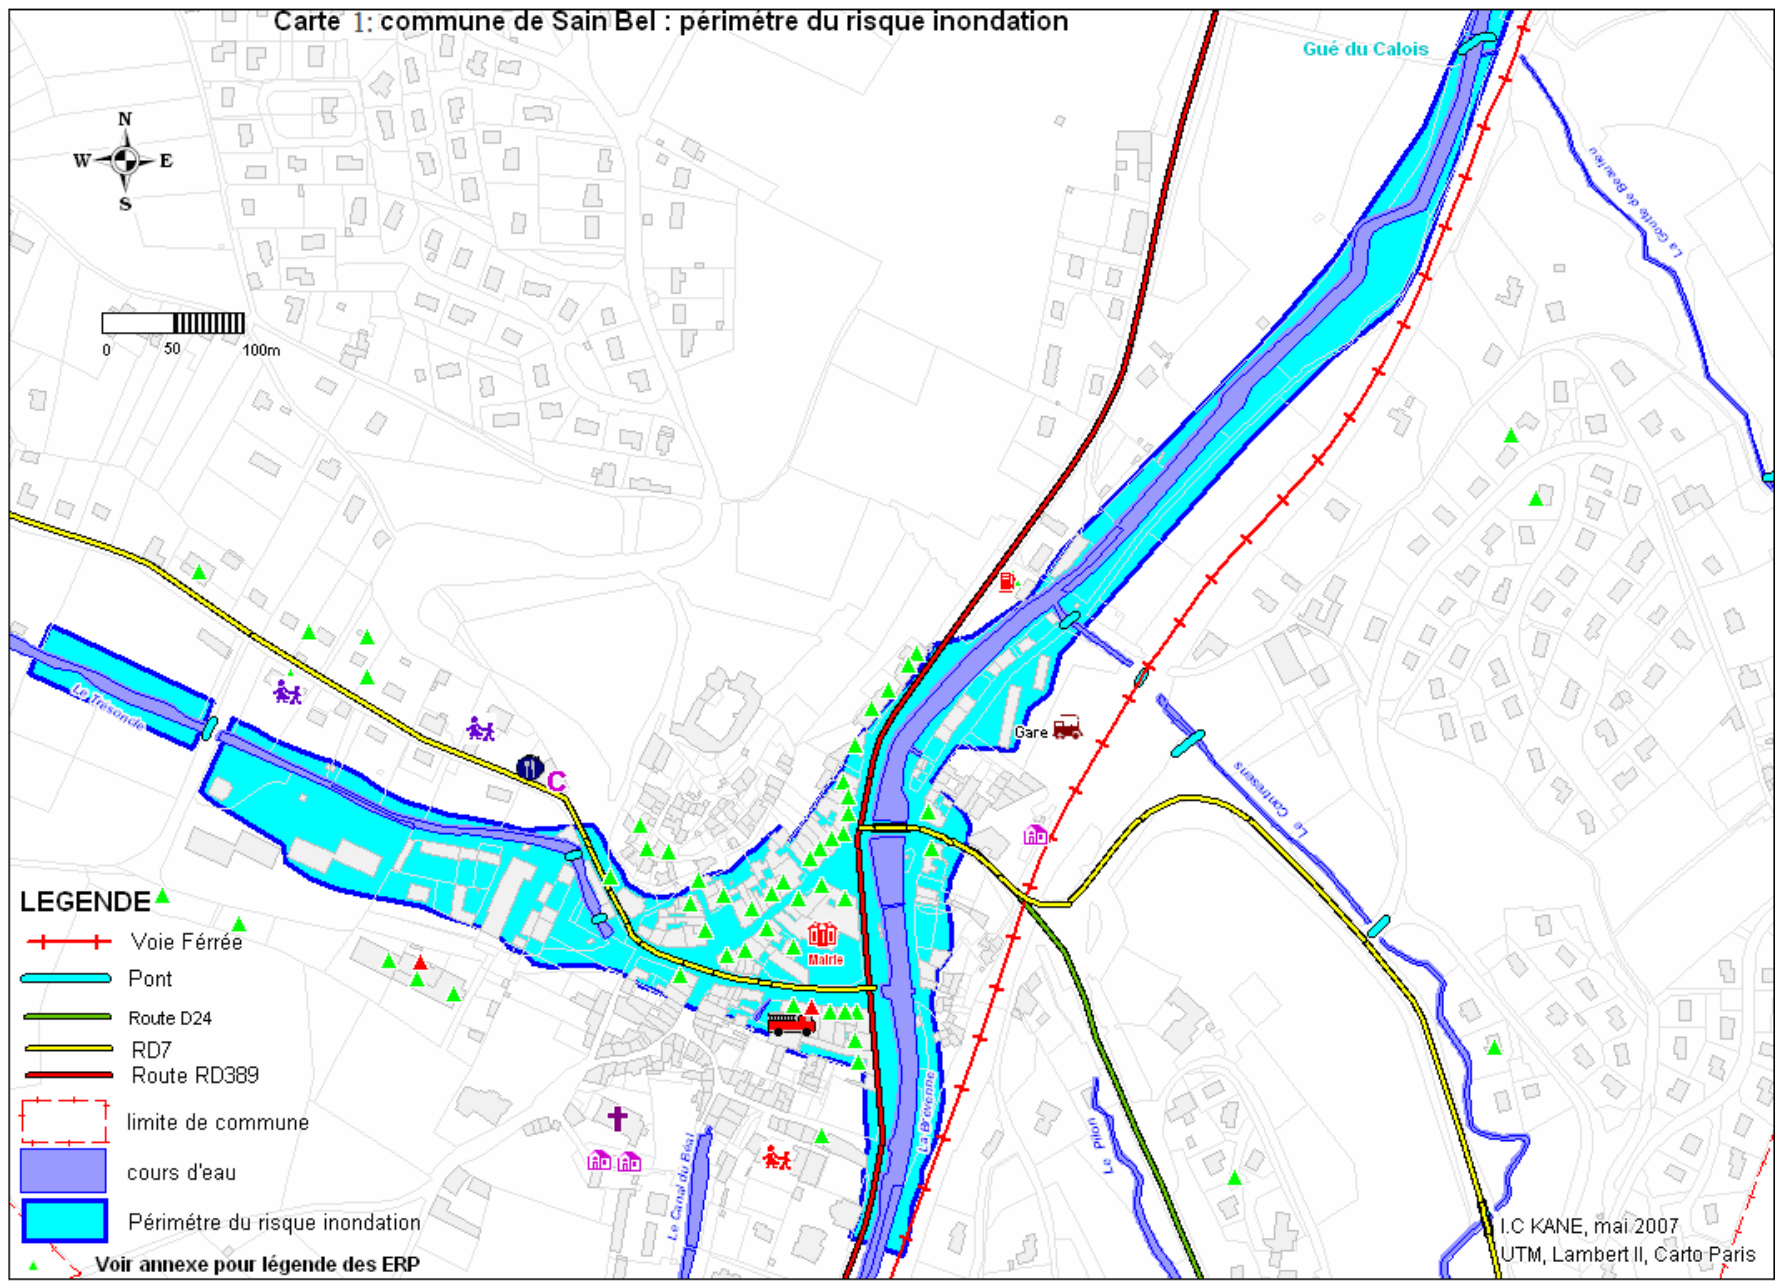 Carte 1: commune de Sain Bel : périmétre du risque inondation
Gué du Calois
N
W E
S
La Goutte de Beaulieu
0 50 100m
Le Trésoncle
C
Gare
Le Contresens
Mairie
LEGENDE
Voie Férrée
Pont
Route D24
RD7
Route RD389
limite de commune
cours d'eau
Périmétre du risque inondation
Voir annexe pour légende des ERP
La Brévenne
Le Pilon
Le Canal du Béal
I.C KANE, mai 2007
UTM, Lambert II, Carto Paris